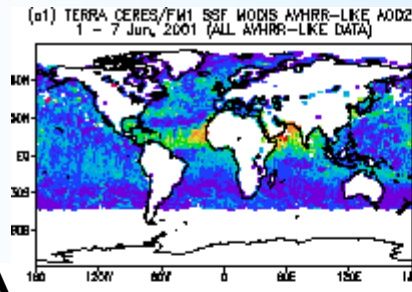 (a1) TERRA CERES/FM1 SSF MODIS AVHRR-LIKE AOD2
1 - 7 Jun, 2001 (ALL AVHRR-LIKE DATA)
60N
30N
EQ
30S
60S
180 120W 60W 0 60E 120E